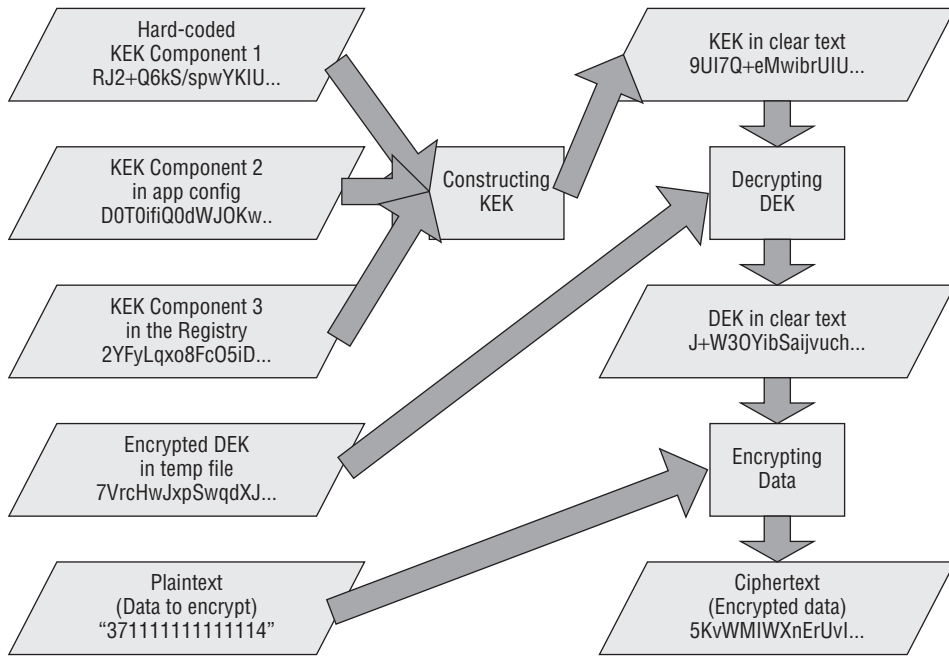 Hard-coded
KEK Component 1
RJ2+Q6kS/spwYKIU...
KEK Component 2
in app config
D0T0ifiQ0dWJOKw..
KEK Component 3
in the Registry
2YFyLqxo8FcO5iD...
Encrypted DEK
in temp file
7VrcHwJxpSwqdXJ...
Plaintext
(Data to encrypt)
“371111111111114”
Constructing
KEK
KEK in clear text
9UI7Q+eMwibrUIU...
Decrypting
DEK
DEK in clear text
J+W3OYibSaijvuch...
Encrypting
Data
Ciphertext
(Encrypted data)
5KvWMIWXnErUvI...